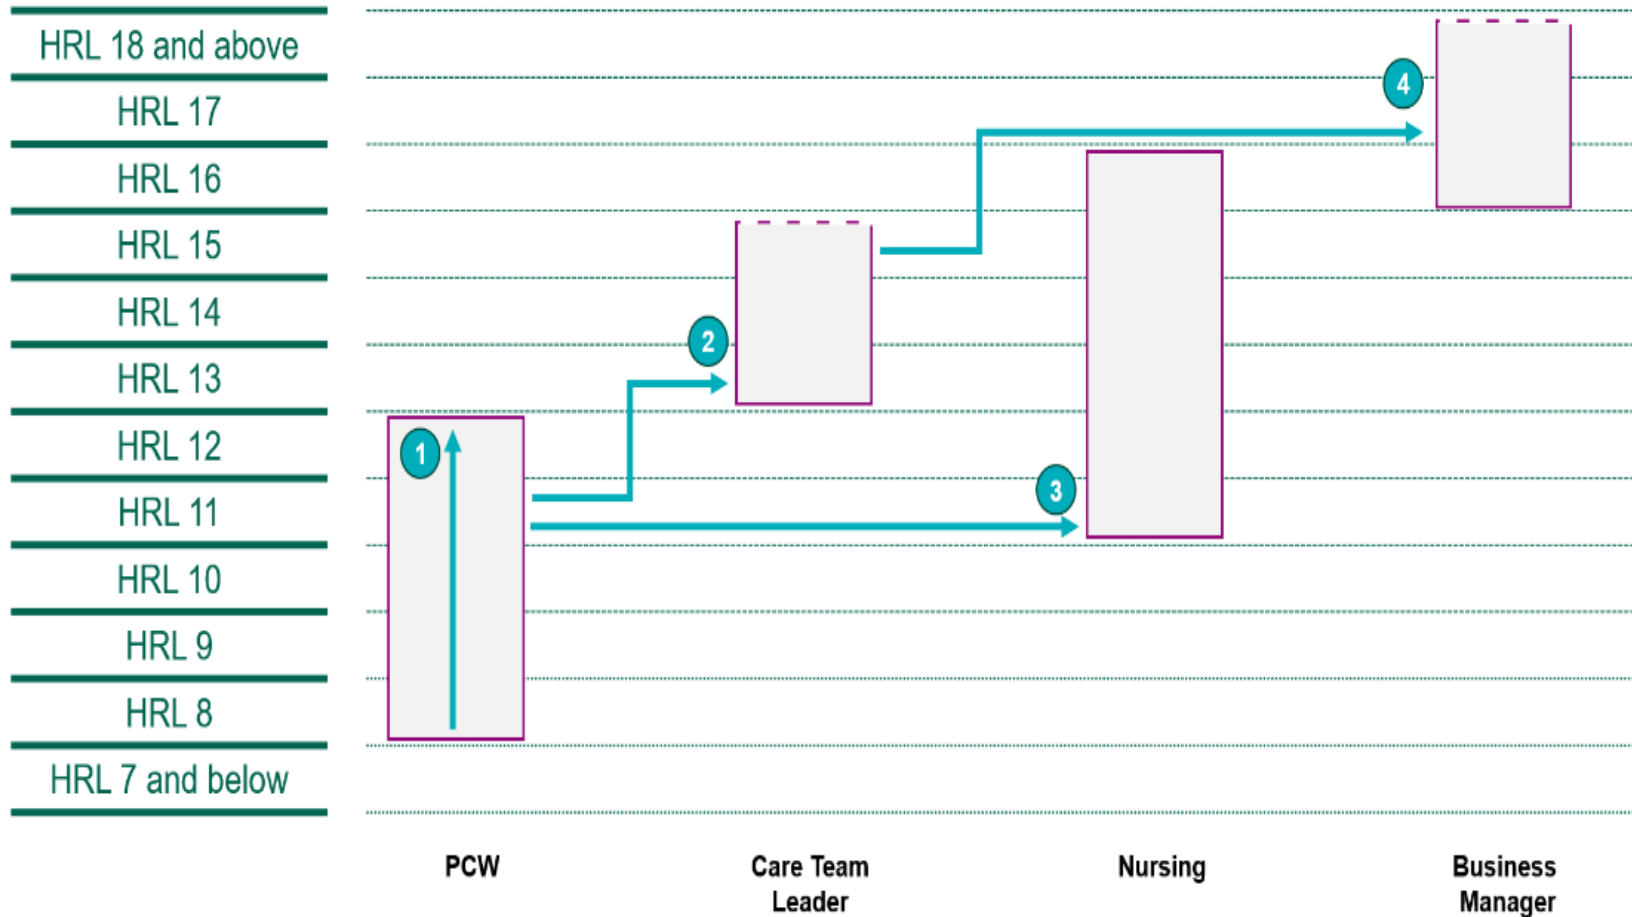 HRL 18 and above
HRL 17
HRL 16
HRL 15
HRL 14
HRL 13
HRL 12
HRL 11
HRL 10
HRL 9
HRL 8
HRL 7 and below
1
2
3
4
PCW
Care Team
Leader
Nursing
Business
Manager